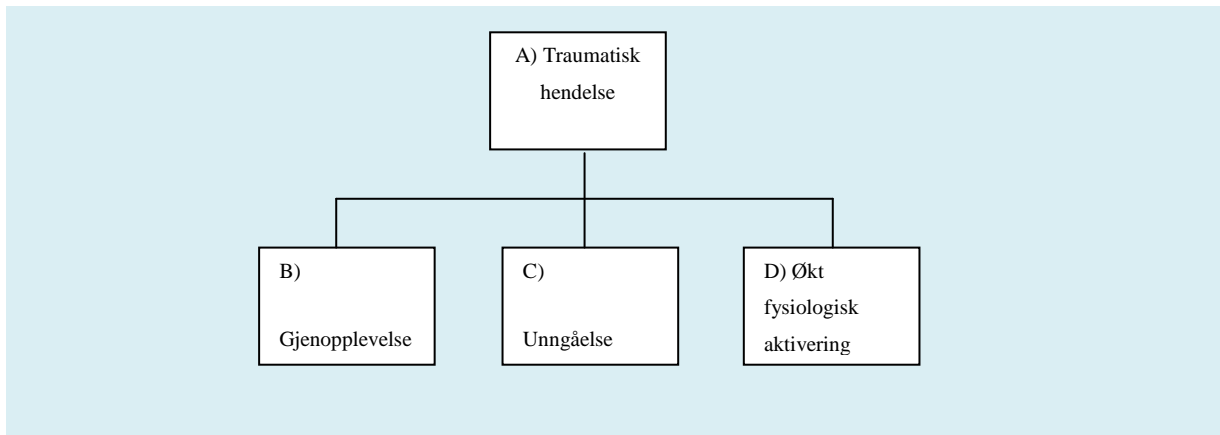 A) Traumatisk
hendelse
B)
Gjenopplevelse
C)
Unngåelse
D) Økt
fysiologisk
aktivering